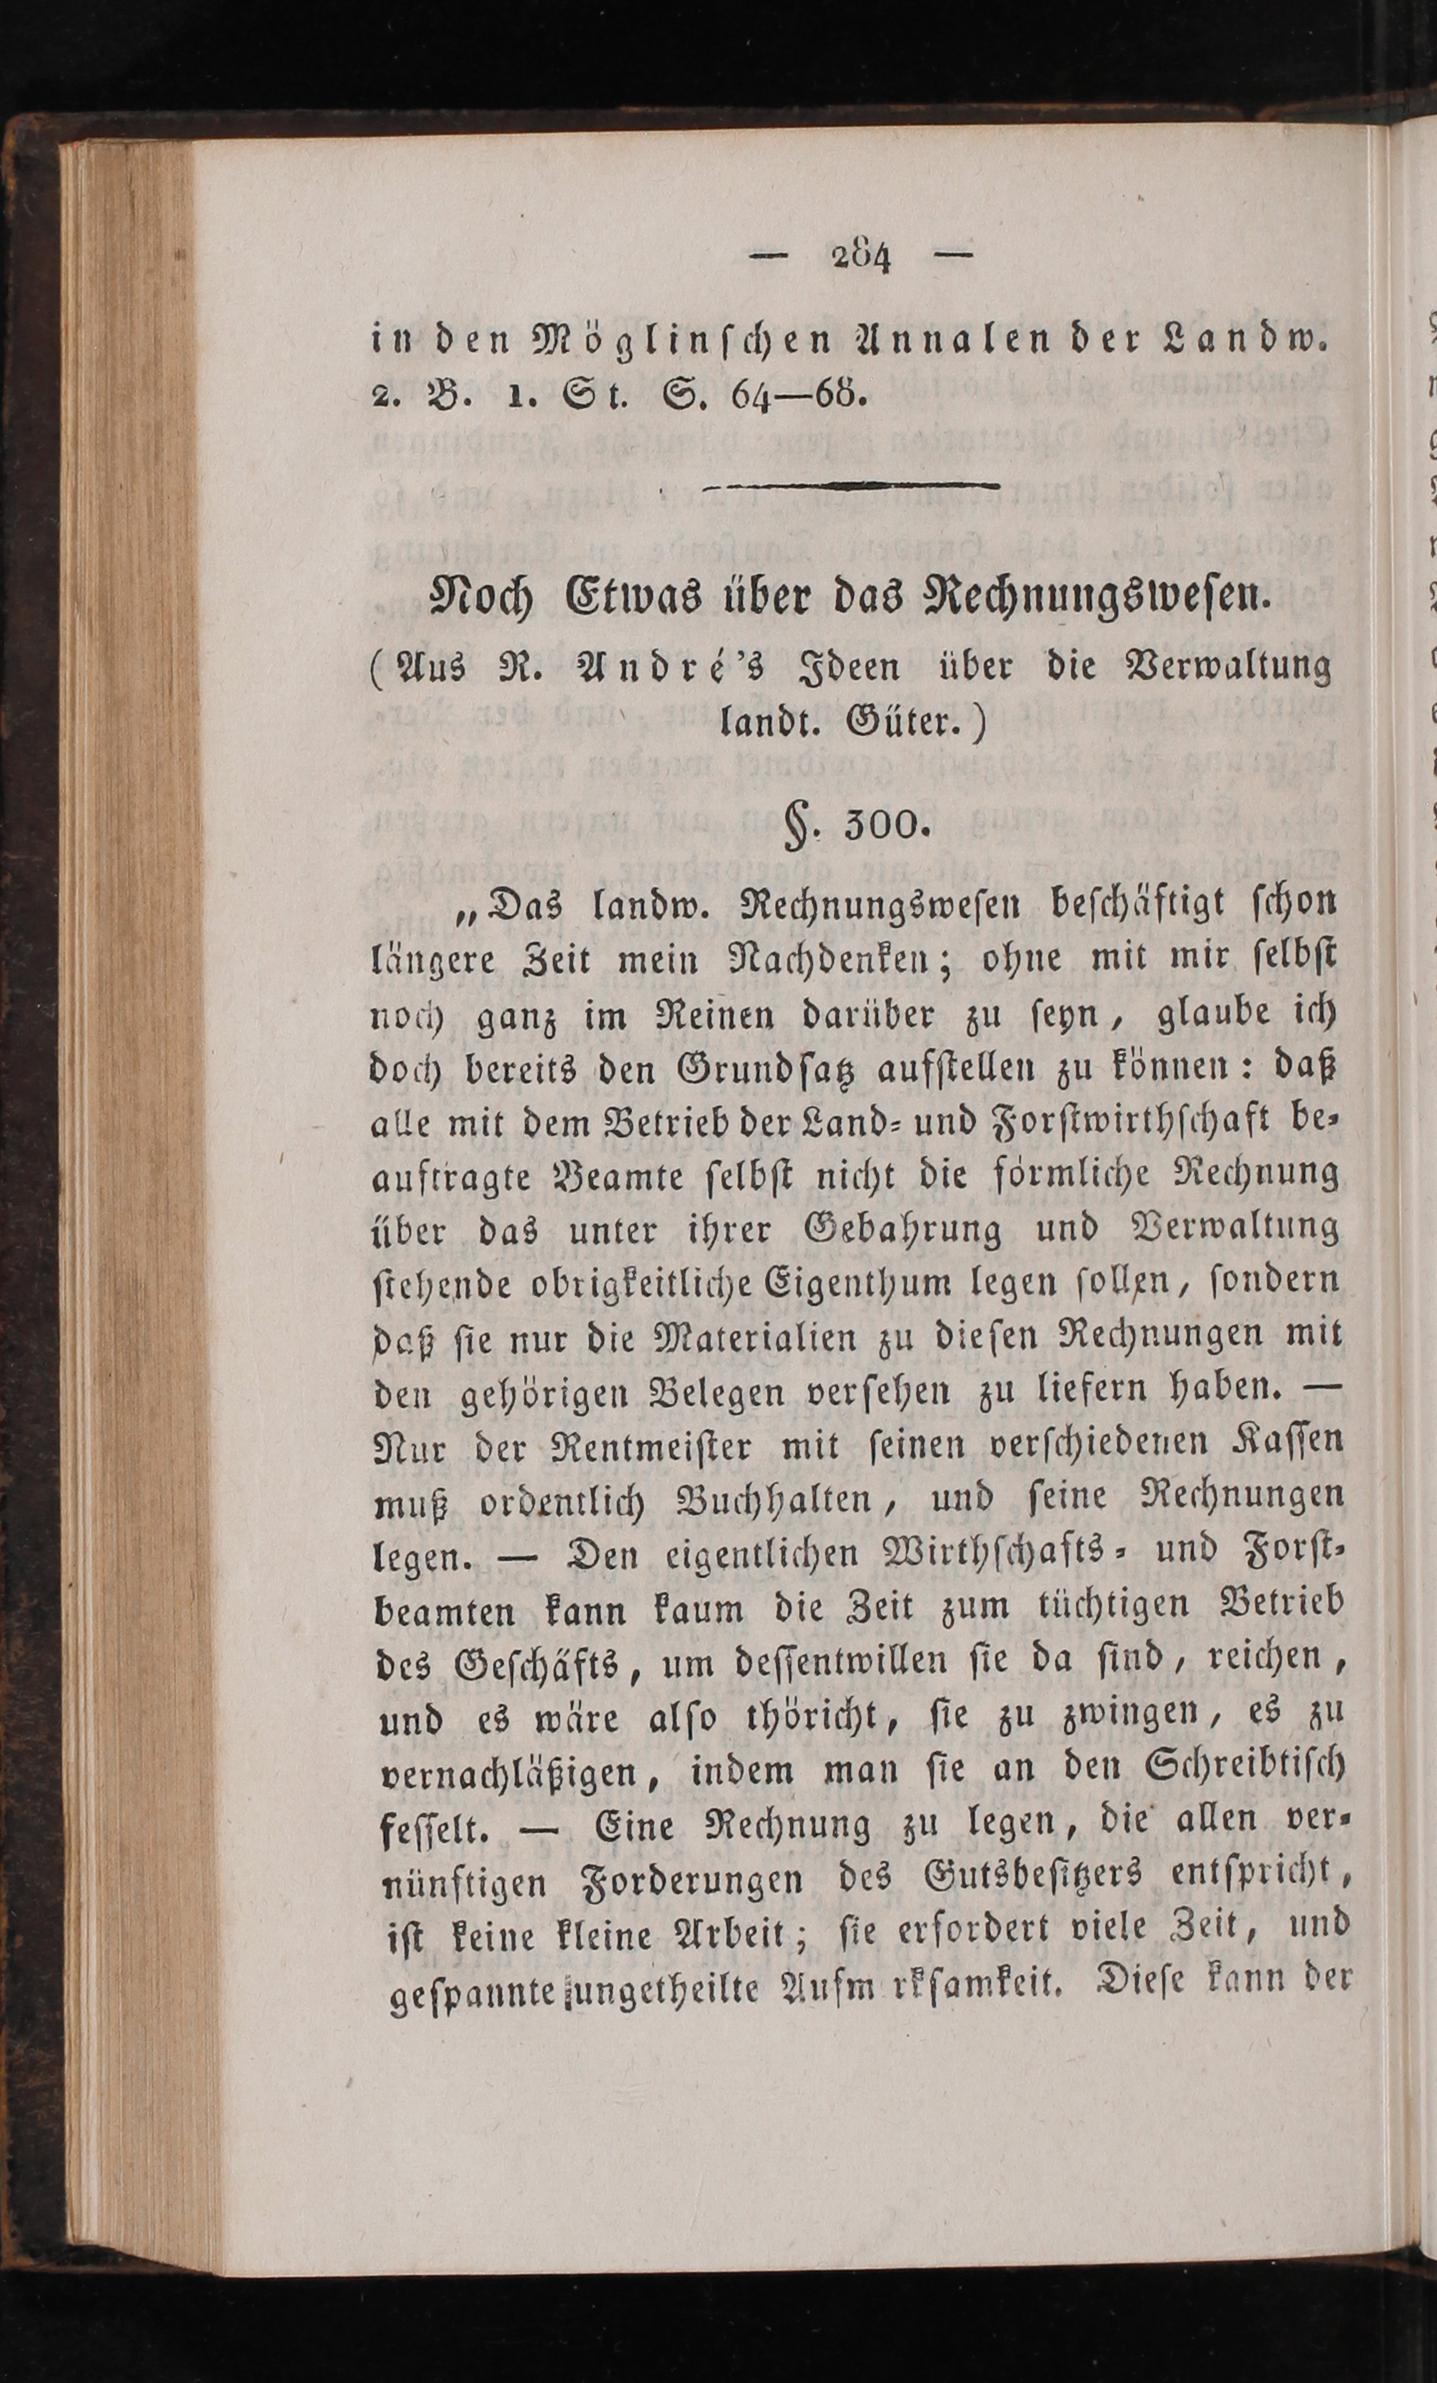 — 284 —
in den Möglinschen Annalen der Landw.
2. B. 1. St. S. 64—68.
Noch Etwas über das Rechnungswesen.
(Aus R. André's Ideen über die Verwaltung
landt. Güter.)
§. 300.
„Das landw. Rechnungswesen beschäftigt schon
längere Zeit mein Nachdenken; ohne mit mir selbst
noch ganz im Reinen darüber zu seyn, glaube ich
doch bereits den Grundsatz aufstellen zu können: daß
alle mit dem Betrieb der Land- und Forstwirthschaft be-
auftragte Beamte selbst nicht die förmliche Rechnung
über das unter ihrer Gebahrung und Verwaltung
stehende obrigkeitliche Eigenthum legen sollen, sondern
daß sie nur die Materialien zu diesen Rechnungen mit
den gehörigen Belegen versehen zu liefern haben. —
Nur der Rentmeister mit seinen verschiedenen Kassen
muß ordentlich Buchhalten, und seine Rechnungen
legen. — Den eigentlichen Wirthschafts- und Forst-
beamten kann kaum die Zeit zum tüchtigen Betrieb
des Geschäfts, um dessentwillen sie da sind, reichen,
und es wäre also thöricht, sie zu zwingen, es zu
vernachläßigen, indem man sie an den Schreibtisch
fesselt. — Eine Rechnung zu legen, die allen ver-
nünftigen Forderungen des Gutsbesitzers entspricht,
ist keine kleine Arbeit; sie erfordert viele Zeit, und
gespannte ungetheilte Aufm rksamkeit. Diese kann der